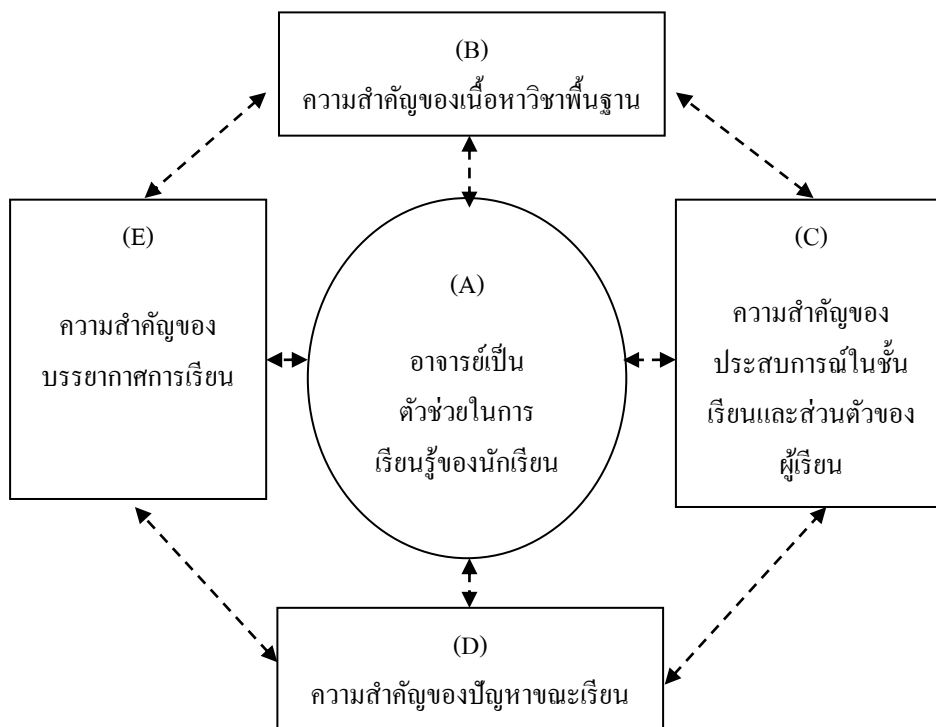 (B)
ความสำคัญของเนื้อหาวิชาพื้นฐาน
(E)
ความสำคัญของ
บรรยากาศการเรียน
(A)
อาจารย์เป็น
ตัวช่วยในการ
เรียนรู้ของนักเรียน
(C)
ความสำคัญของ
ประสบการณ์ในชั้น
เรียนและส่วนตัวของ
ผู้เรียน
(D)
ความสำคัญของปัญหาขณะเรียน